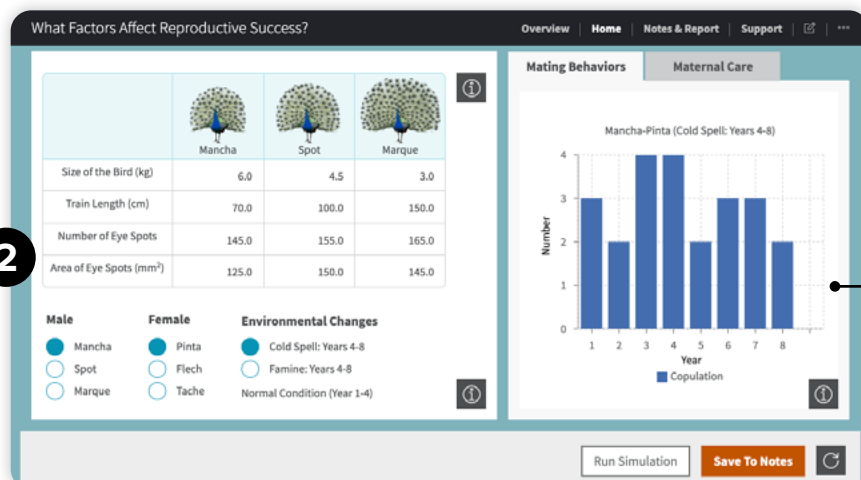 What Factors Affect Reproductive Success?
Overview | Home | Notes & Report | Support | | •••
Mancha Spot Marque
Size of the Bird (kg) 6.0 4.5 3.0
Train Length (cm) 70.0 100.0 150.0
Number of Eye Spots 145.0 155.0 165.0
Area of Eye Spots (mm²) 125.0 150.0 145.0
2
Male Female Environmental Changes
Mancha Pinta Cold Spell: Years 4-8
Spot Flech Famine: Years 4-8
Marque Tache Normal Condition (Year 1-4)
Mating Behaviors Maternal Care
Mancha-Pinta (Cold Spell: Years 4-8)
4
3
2
1
0
Number
1 2 3 4 5 6 7 8
Year
Copulation
Run Simulation Save To Notes